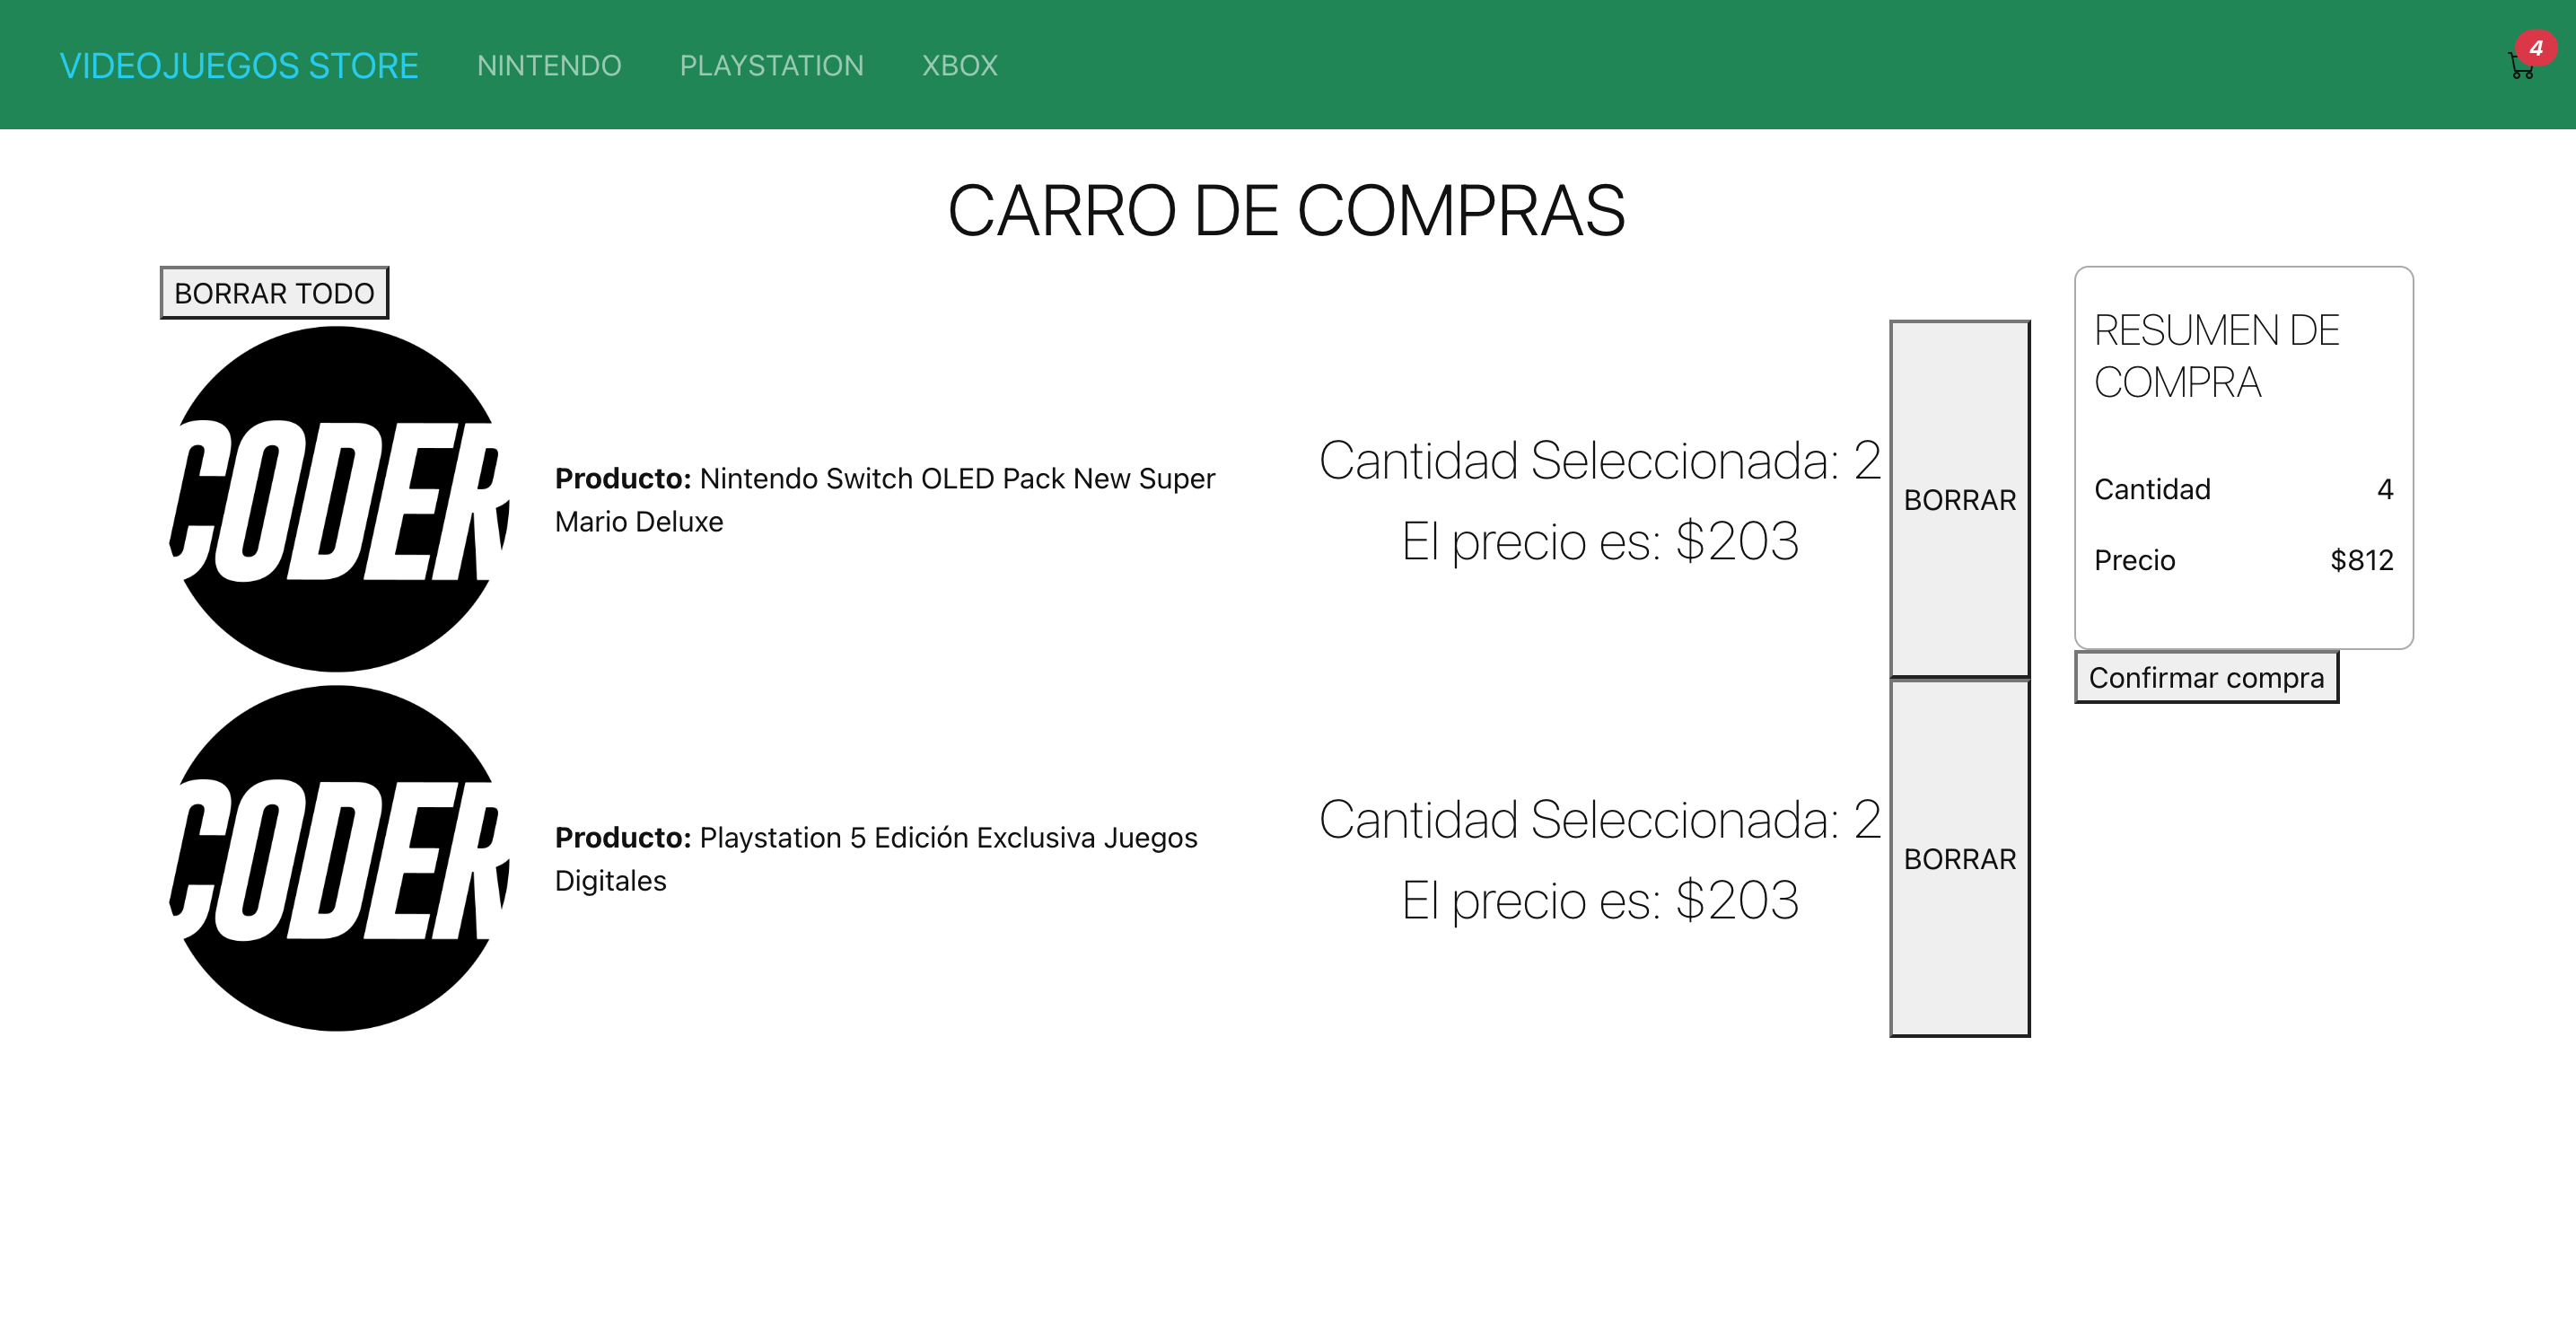 VIDEOJUEGOS STORE NINTENDO PLAYSTATION XBOX 4
CARRO DE COMPRAS
BORRAR TODO
CODER
Producto: Nintendo Switch OLED Pack New Super
Mario Deluxe
Cantidad Seleccionada: 2
El precio es: $203
BORRAR
CODER
Producto: Playstation 5 Edición Exclusiva Juegos
Digitales
Cantidad Seleccionada: 2
El precio es: $203
BORRAR
RESUMEN DE
COMPRA
Cantidad 4
Precio $812
Confirmar compra